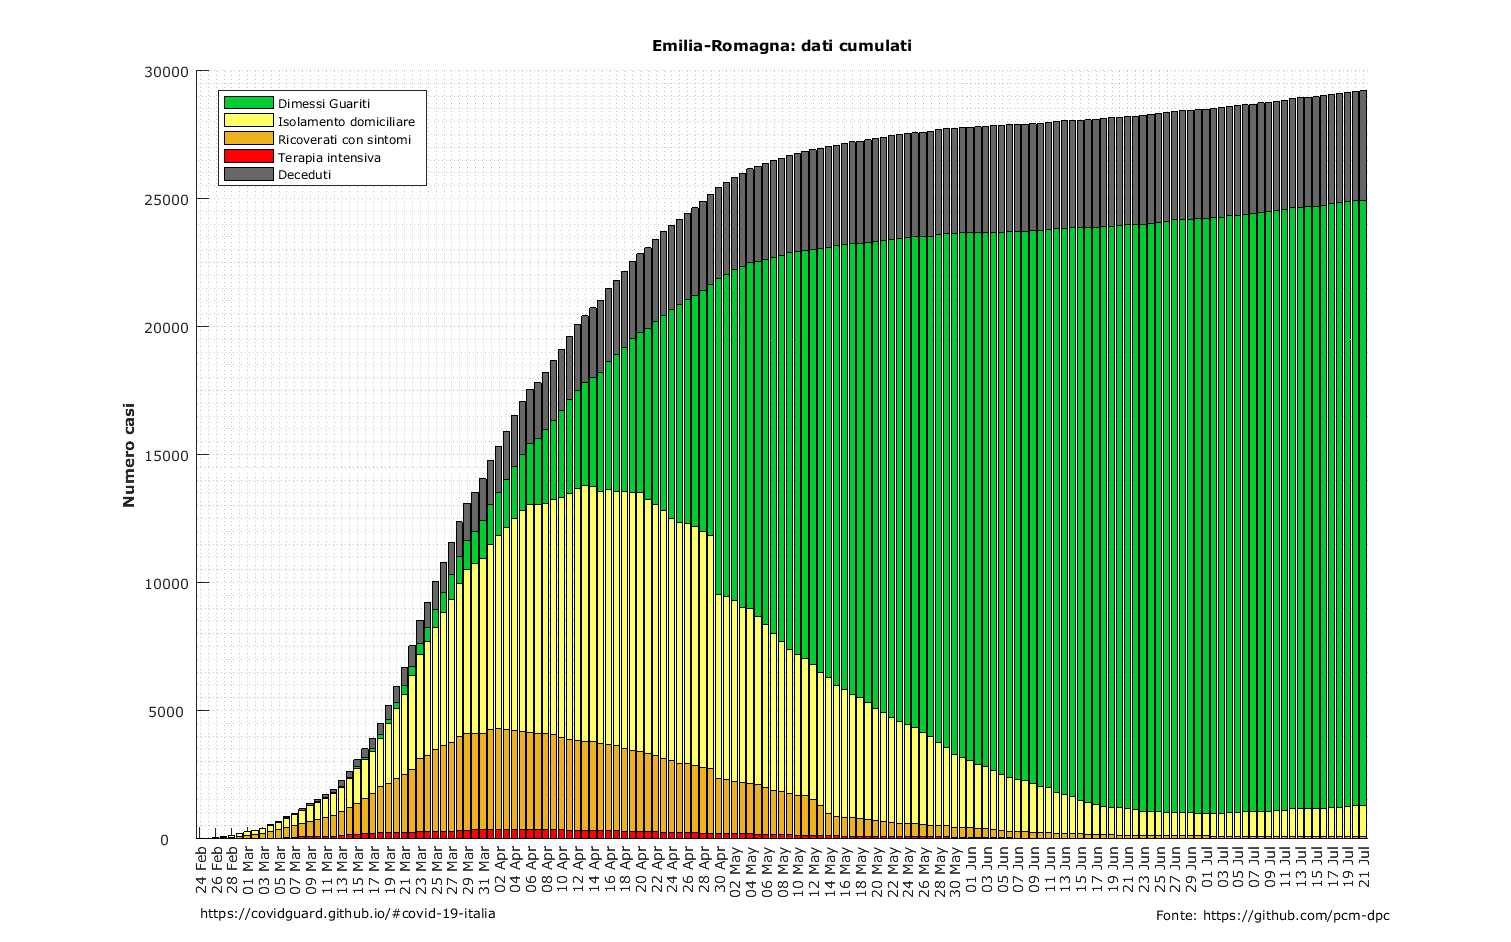 Emilia-Romagna: dati cumulati
30000
25000
20000
15000
10000
5000
0
Numero casi
Dimessi Guariti
Isolamento domiciliare
Ricoverati con sintomi
Terapia intensiva
Deceduti
24 Feb
26 Feb
28 Feb
01 Mar
03 Mar
05 Mar
07 Mar
09 Mar
11 Mar
13 Mar
15 Mar
17 Mar
19 Mar
21 Mar
23 Mar
25 Mar
27 Mar
29 Mar
31 Mar
02 Apr
04 Apr
06 Apr
08 Apr
10 Apr
12 Apr
14 Apr
16 Apr
18 Apr
20 Apr
22 Apr
24 Apr
26 Apr
28 Apr
30 Apr
02 May
04 May
06 May
08 May
10 May
12 May
14 May
16 May
18 May
20 May
22 May
24 May
26 May
28 May
30 May
01 Jun
03 Jun
05 Jun
07 Jun
09 Jun
11 Jun
13 Jun
15 Jun
17 Jun
19 Jun
21 Jun
23 Jun
25 Jun
27 Jun
29 Jun
01 Jul
03 Jul
05 Jul
07 Jul
09 Jul
11 Jul
13 Jul
15 Jul
17 Jul
19 Jul
21 Jul
https://covidguard.github.io/#covid-19-italia
Fonte: https://github.com/pcm-dpc